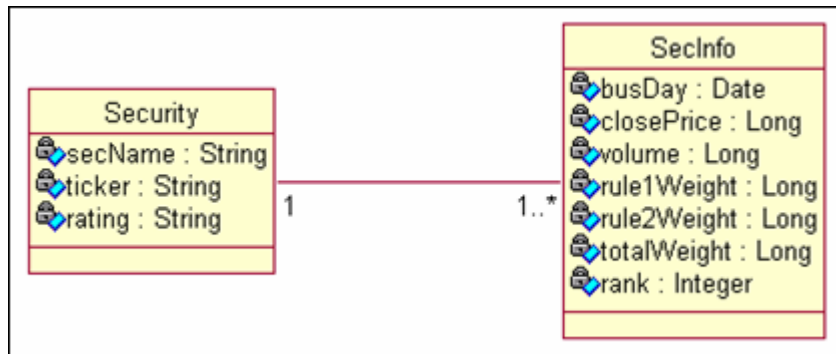 Security
secName : String
ticker : String
rating : String
1
1..*
SecInfo
busDay : Date
closePrice : Long
volume : Long
rule1Weight : Long
rule2Weight : Long
totalWeight : Long
rank : Integer